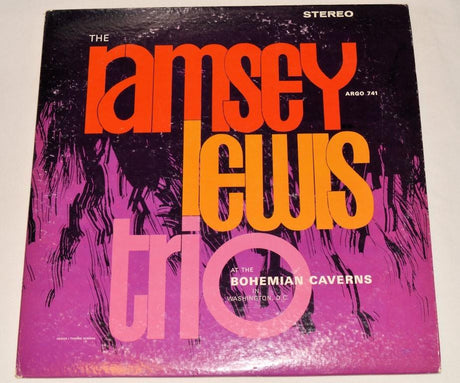 STEREO
THE
ramsey
ARGO 741
lewis
trio
AT THE
BOHEMIAN CAVERNS
IN
WASHINGTON, D.C.